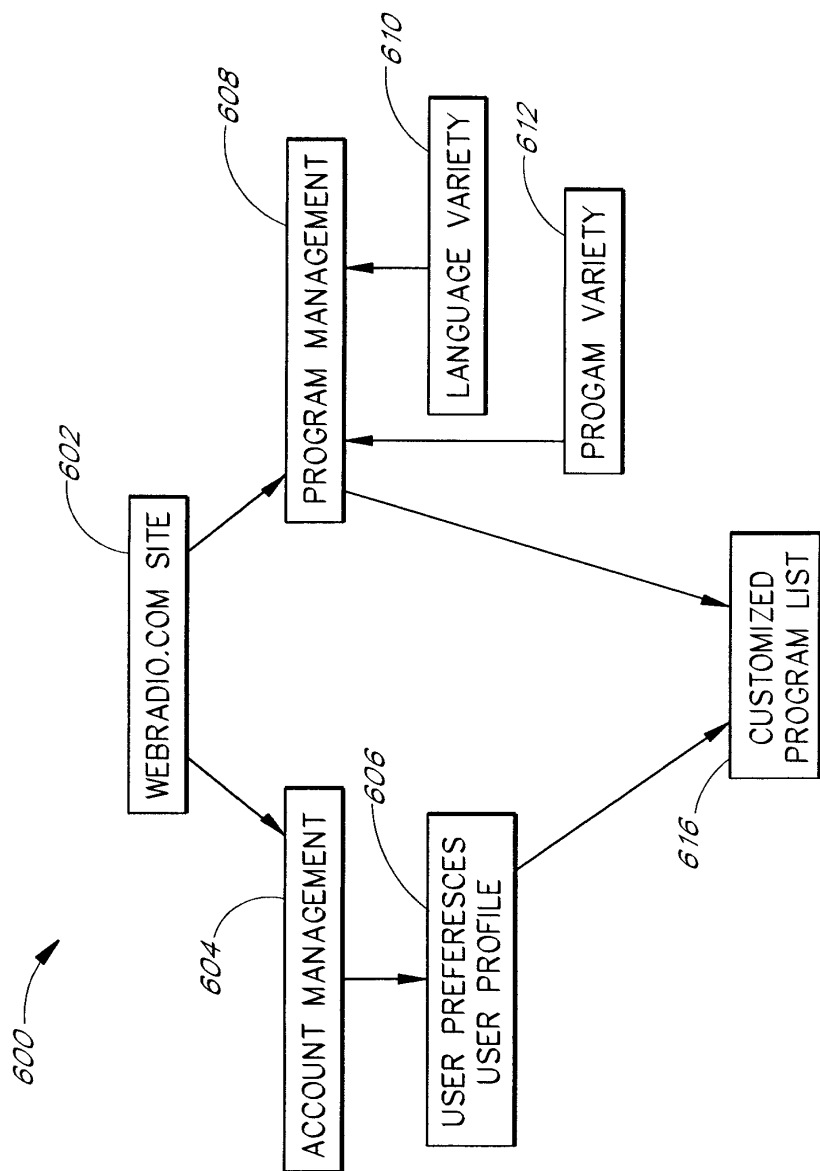 600
602
WEBRADIO.COM SITE
604
ACCOUNT MANAGEMENT
608
PROGRAM MANAGEMENT
606
USER PREFERESCES
USER PROFILE
610
LANGUAGE VARIETY
612
PROGAM VARIETY
616
CUSTOMIZED
PROGRAM LIST